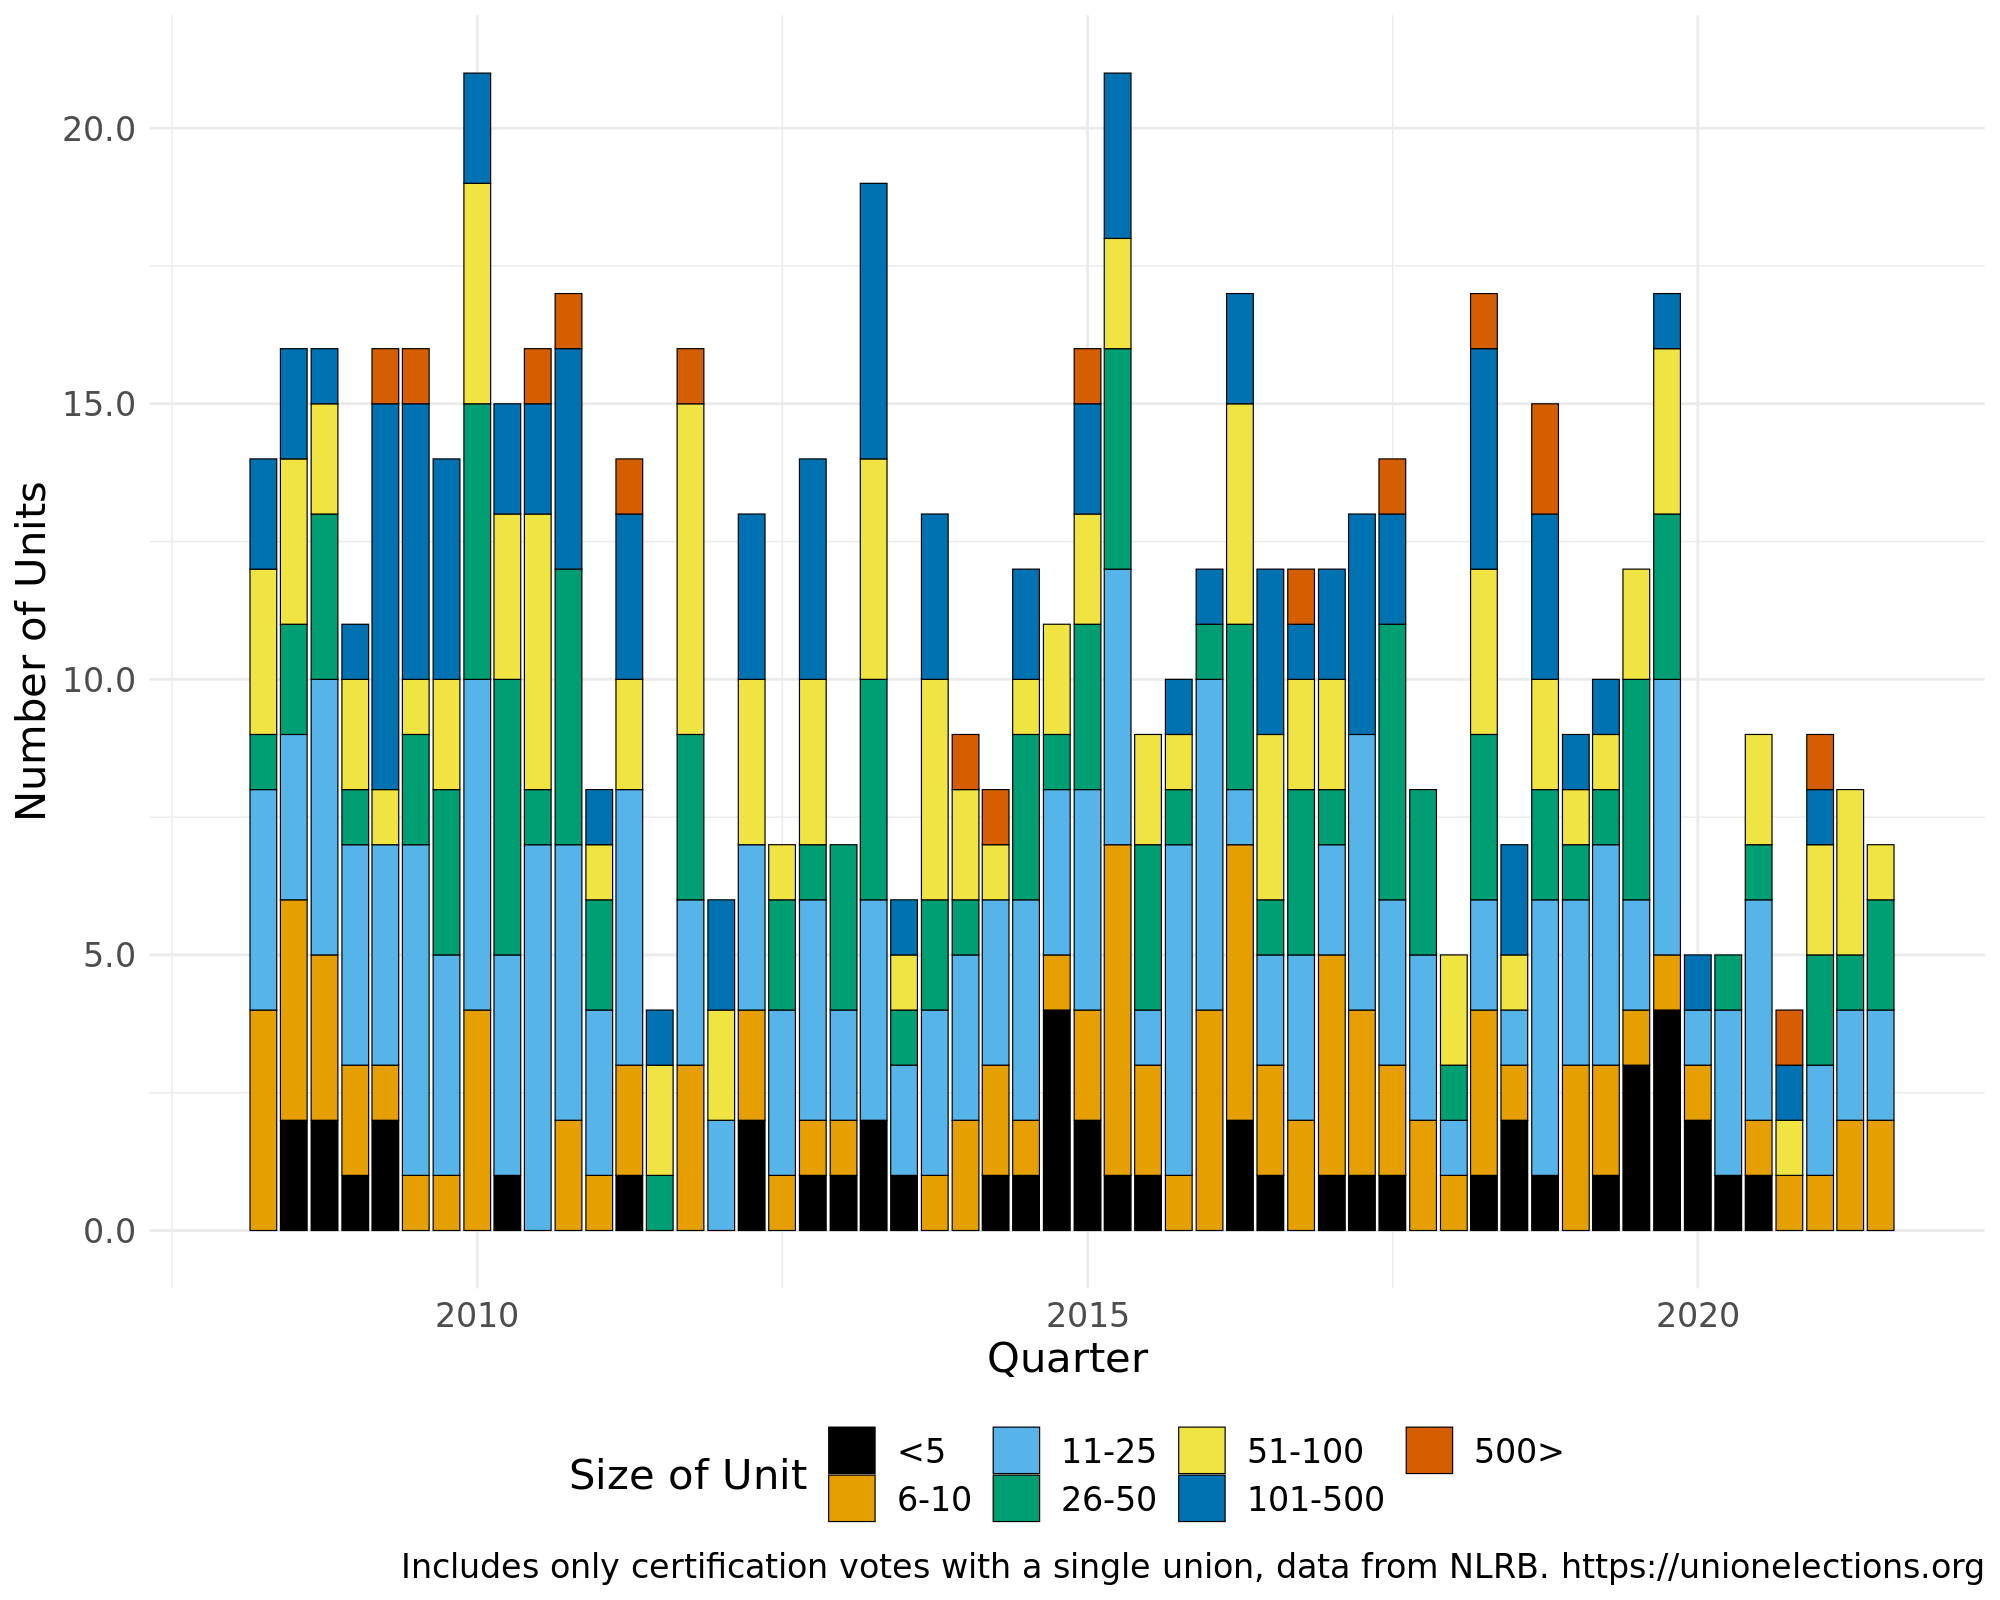 20.0
15.0
10.0
5.0
0.0
Number of Units
2010 2015 2020
Quarter
Size of Unit
<5 11-25 51-100 500>
6-10 26-50 101-500
Includes only certification votes with a single union, data from NLRB. https://unionelections.org